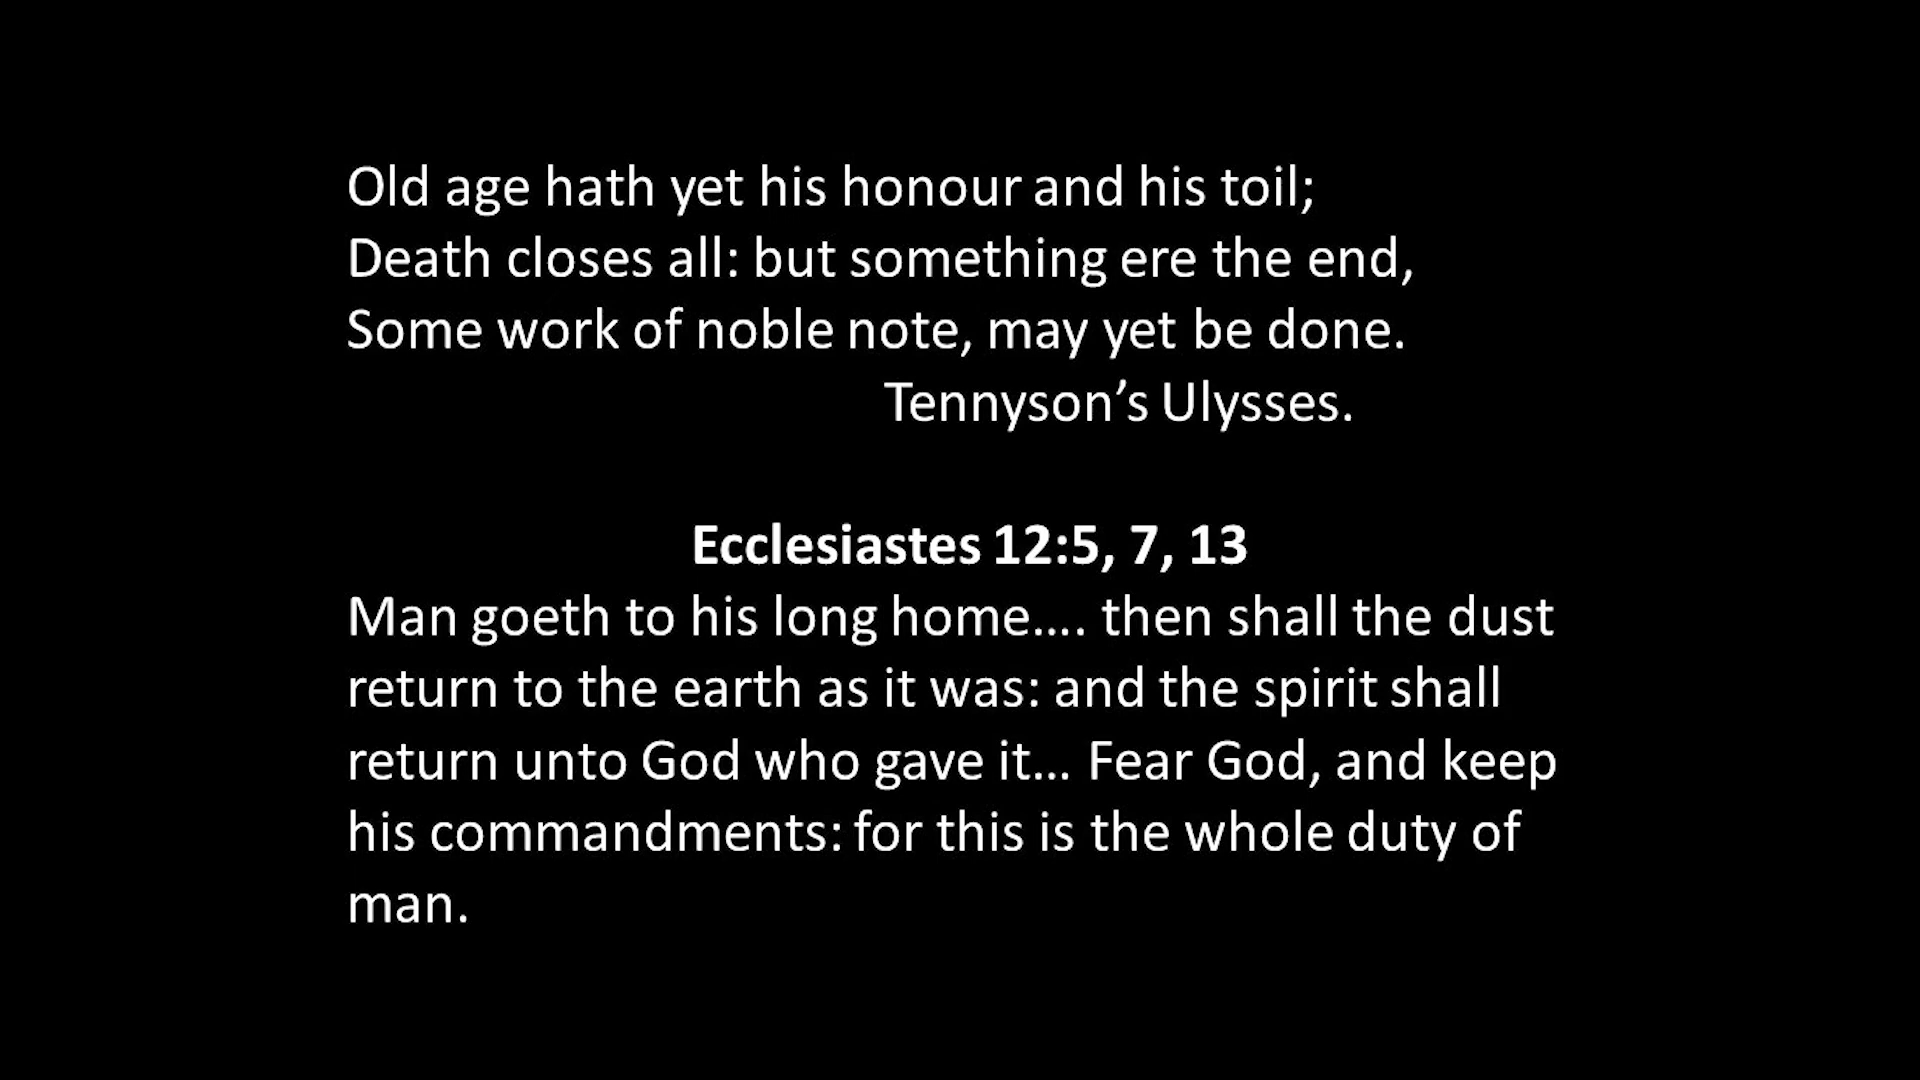 Old age hath yet his honour and his toil;
Death closes all: but something ere the end,
Some work of noble note, may yet be done.
Tennyson’s Ulysses.
Ecclesiastes 12:5, 7, 13
Man goeth to his long home…. then shall the dust
return to the earth as it was: and the spirit shall
return unto God who gave it… Fear God, and keep
his commandments: for this is the whole duty of
man.